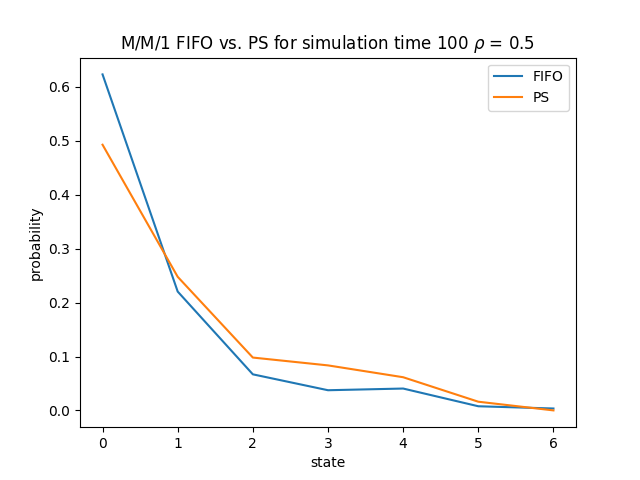 M/M/1 FIFO vs. PS for simulation time 100 ρ = 0.5
FIFO
PS
probability
0.6
0.5
0.4
0.3
0.2
0.1
0.0
0 1 2 3 4 5 6
state